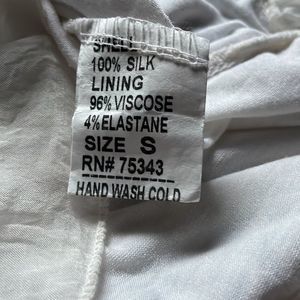 SHELL
100% SILK
LINING
96% VISCOSE
4% ELASTANE
SIZE S
RN# 75343
HAND WASH COLD